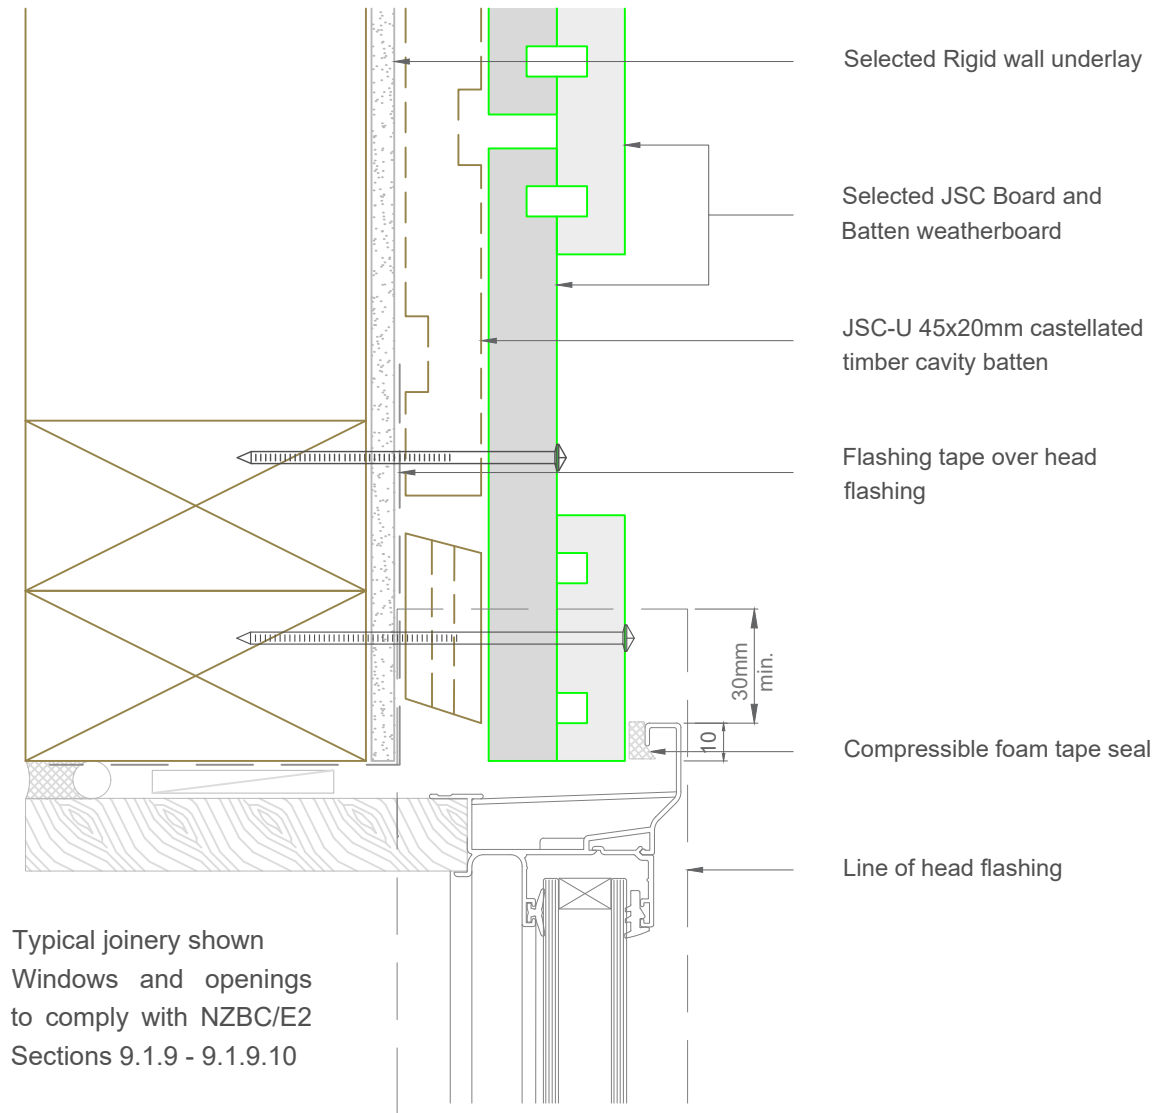 Selected Rigid wall underlay
Selected JSC Board and
Batten weatherboard
JSC-U 45x20mm castellated
timber cavity batten
Flashing tape over head
flashing
30mm
min.
10
Compressible foam tape seal
Line of head flashing
Typical joinery shown
Windows and openings
to comply with NZBC/E2
Sections 9.1.9 - 9.1.9.10